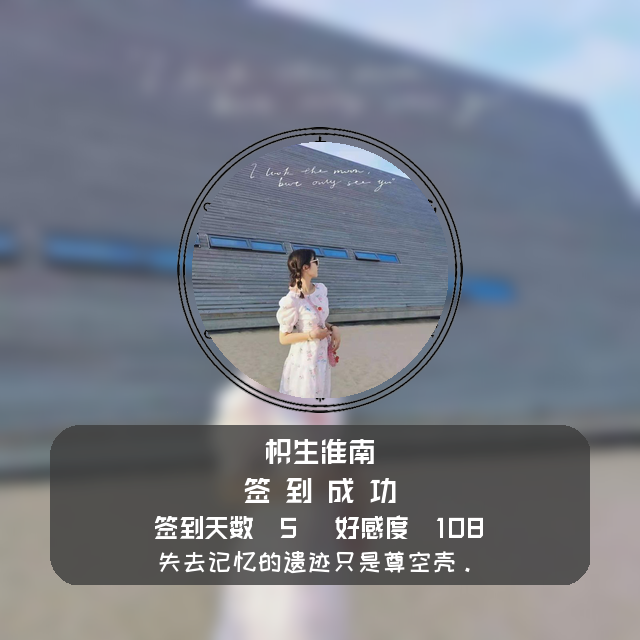 I look the moon,
but only see you
枳生淮南
签到成功
签到天数 5 好感度 108
失去记忆的遗迹只是尊空壳.